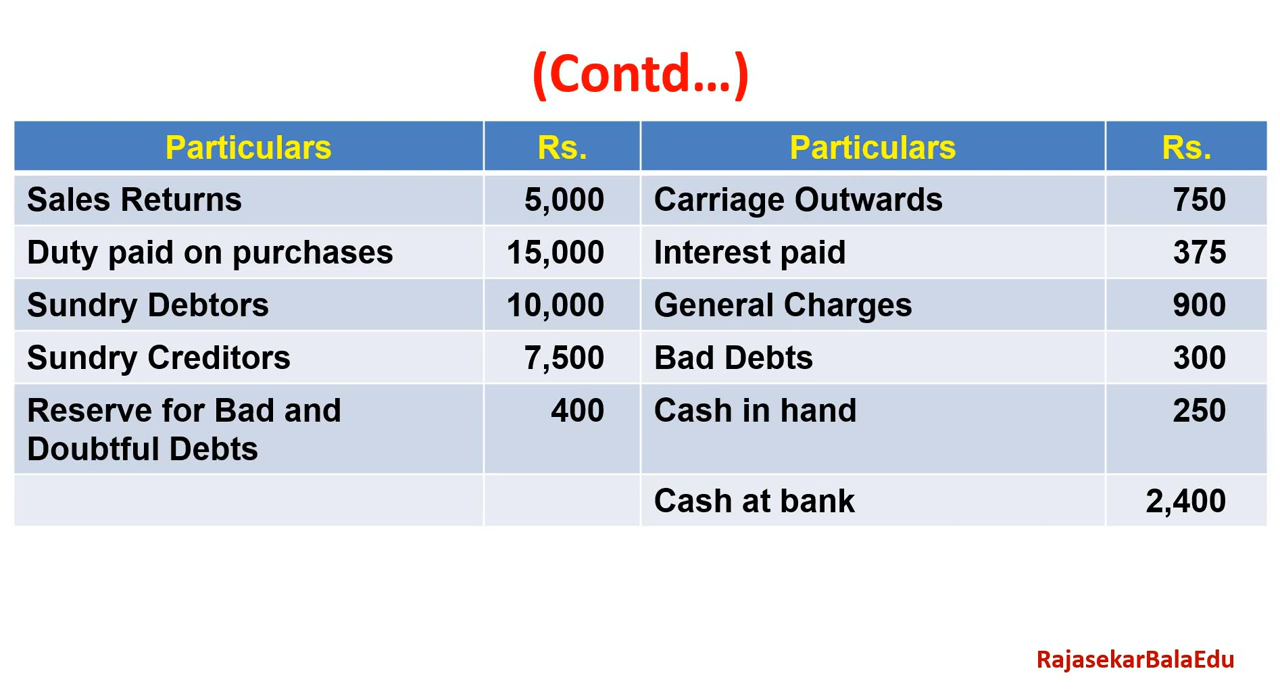 (Contd...)
Particulars Rs. Particulars Rs.
Sales Returns 5,000 Carriage Outwards 750
Duty paid on purchases 15,000 Interest paid 375
Sundry Debtors 10,000 General Charges 900
Sundry Creditors 7,500 Bad Debts 300
Reserve for Bad and 400 Cash in hand 250
Doubtful Debts
Cash at bank 2,400
RajasekarBalaEdu